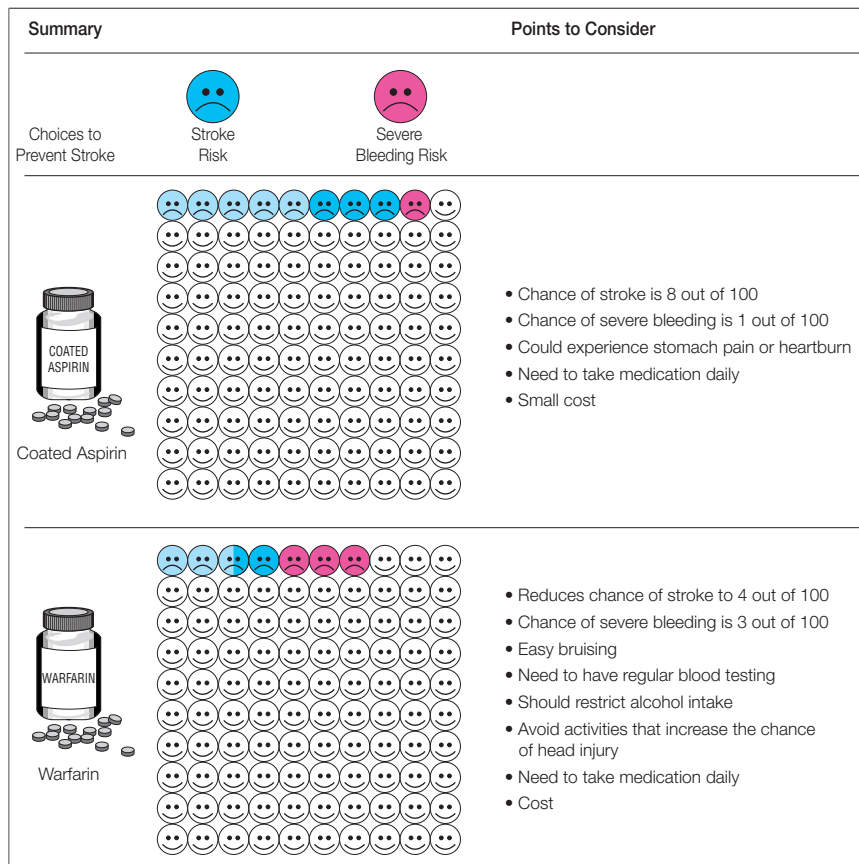 Summary
Points to Consider
Choices to
Prevent Stroke
Stroke
Risk
Severe
Bleeding Risk
COATED
ASPIRIN
Coated Aspirin
• Chance of stroke is 8 out of 100
• Chance of severe bleeding is 1 out of 100
• Could experience stomach pain or heartburn
• Need to take medication daily
• Small cost
WARFARIN
Warfarin
• Reduces chance of stroke to 4 out of 100
• Chance of severe bleeding is 3 out of 100
• Easy bruising
• Need to have regular blood testing
• Should restrict alcohol intake
• Avoid activities that increase the chance
of head injury
• Need to take medication daily
• Cost